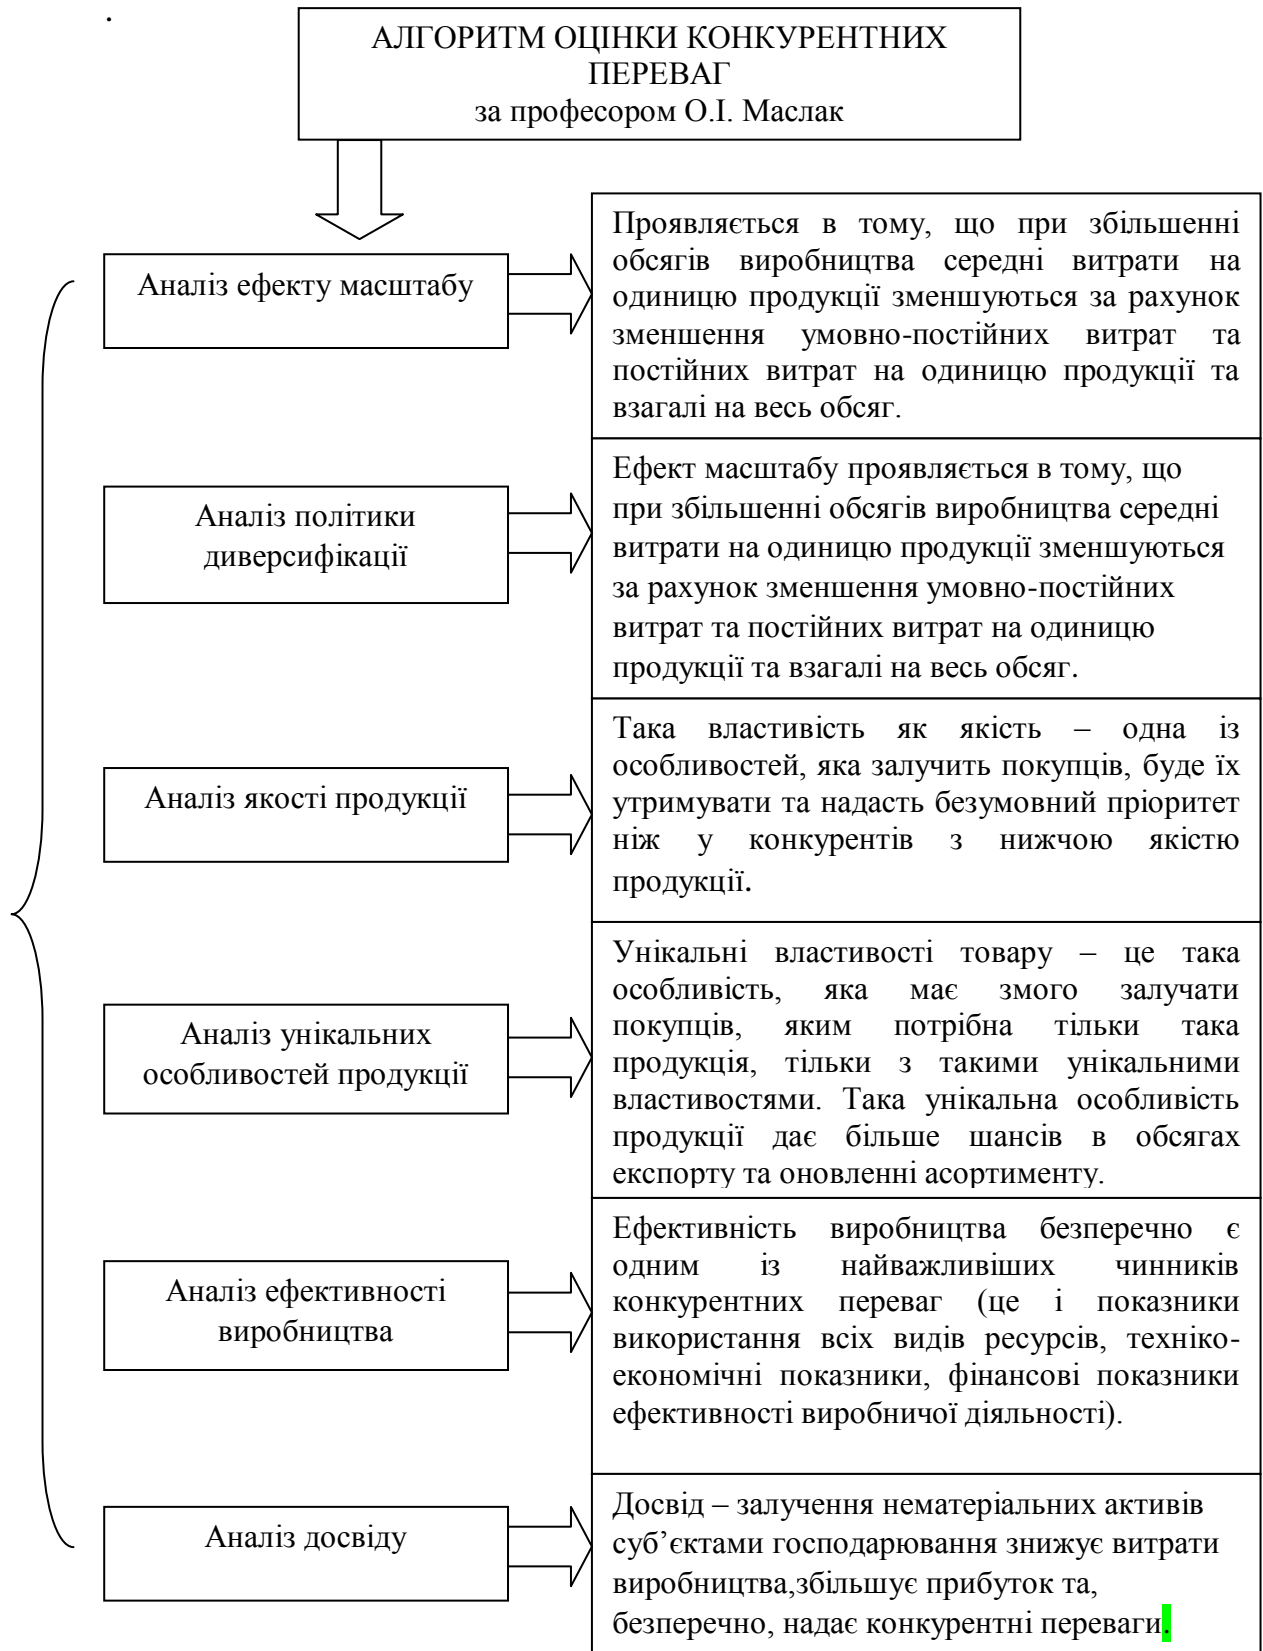 .
АЛГОРИТМ ОЦІНКИ КОНКУРЕНТНИХ
ПЕРЕВАГ
за професором О.І. Маслак
Аналіз ефекту масштабу
Проявляється в тому, що при збільшенні
обсягів виробництва середні витрати на
одиницю продукції зменшуються за рахунок
зменшення умовно-постійних витрат та
постійних витрат на одиницю продукції та
взагалі на весь обсяг.
Аналіз політики
диверсифікації
Ефект масштабу проявляється в тому, що
при збільшенні обсягів виробництва середні
витрати на одиницю продукції зменшуються
за рахунок зменшення умовно-постійних
витрат та постійних витрат на одиницю
продукції та взагалі на весь обсяг.
Аналіз якості продукції
Така властивість як якість – одна із
особливостей, яка залучить покупців, буде їх
утримувати та надасть безумовний пріоритет
ніж у конкурентів з нижчою якістю
продукції.
Аналіз унікальних
особливостей продукції
Унікальні властивості товару – це така
особливість, яка має змого залучати
покупців, яким потрібна тільки така
продукція, тільки з такими унікальними
властивостями. Така унікальна особливість
продукції дає більше шансів в обсягах
експорту та оновленні асортименту.
Аналіз ефективності
виробництва
Ефективність виробництва безперечно є
одним із найважливіших чинників
конкурентних переваг (це і показники
використання всіх видів ресурсів, техніко-
економічні показники, фінансові показники
ефективності виробничої діяльності).
Аналіз досвіду
Досвід – залучення нематеріальних активів
суб’єктами господарювання знижує витрати
виробництва,збільшує прибуток та,
безперечно, надає конкурентні переваги.